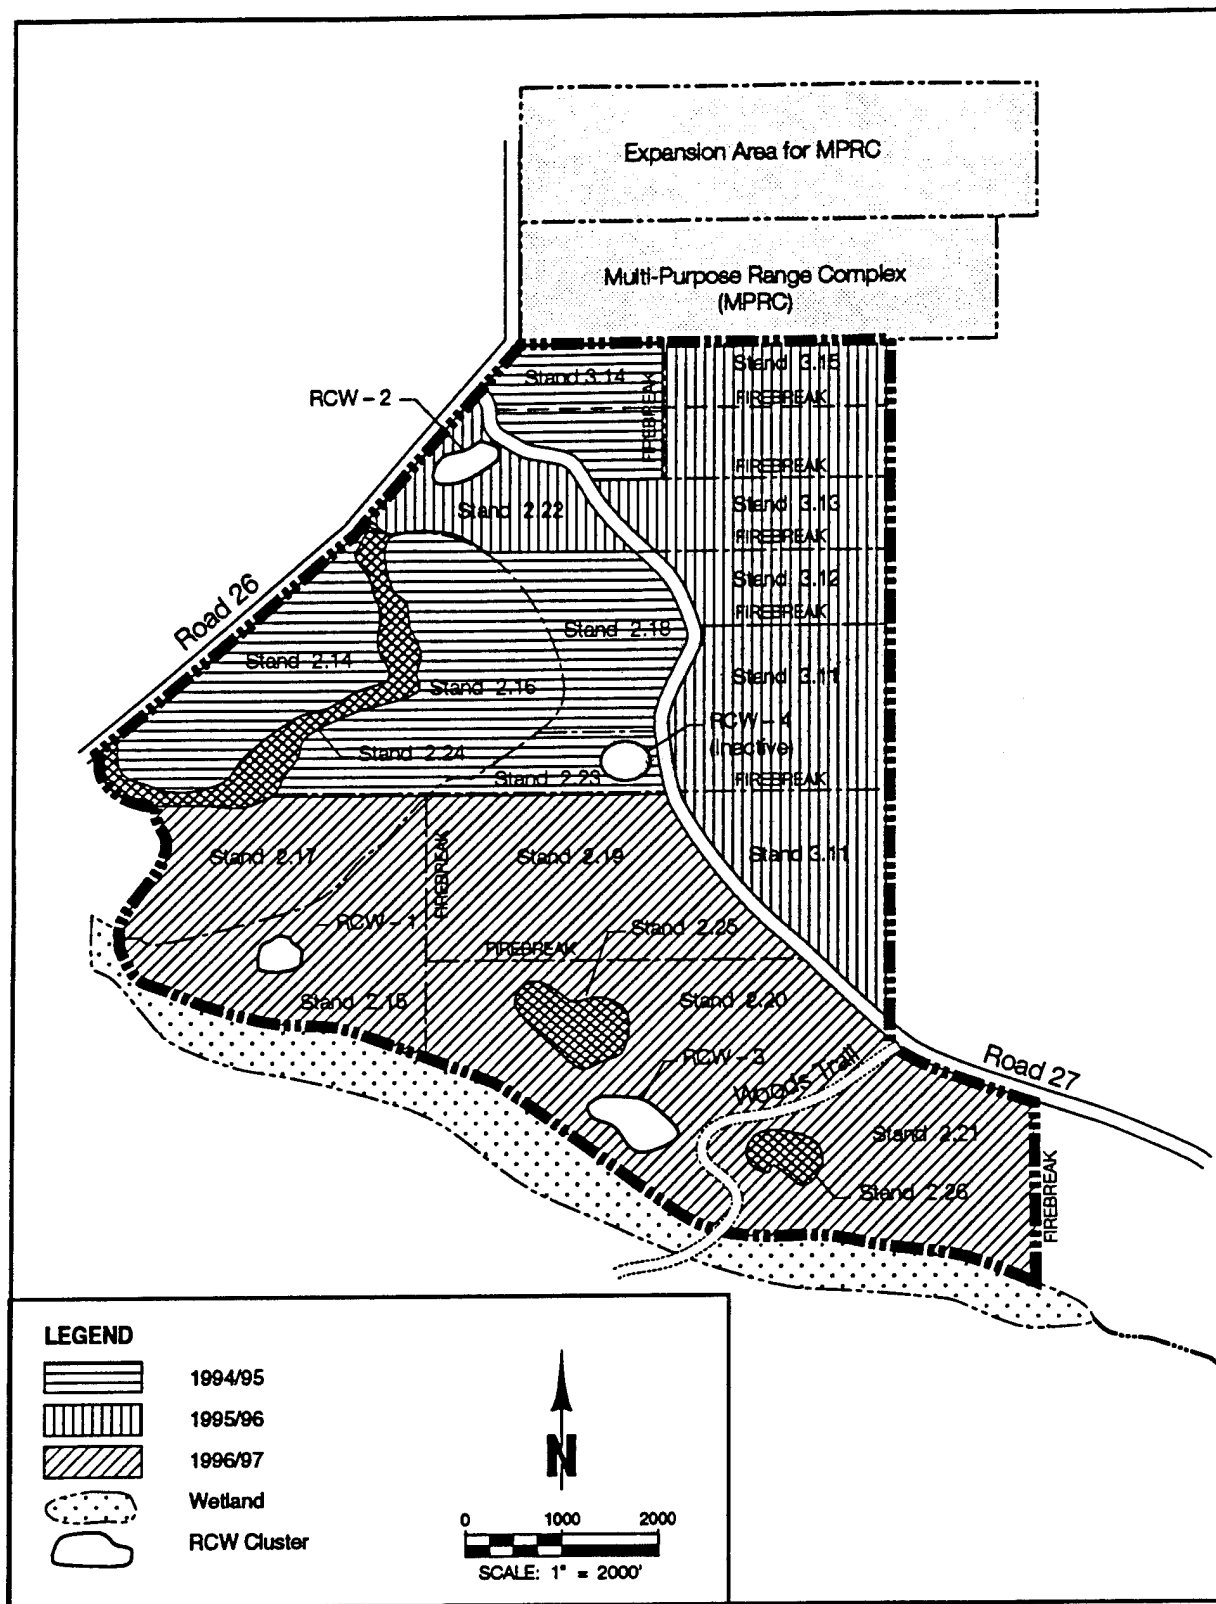 Expansion Area for MPRC
Multi-Purpose Range Complex
(MPRC)
Stand 3.14
Stand 3.15
FIREBREAK
RCW - 2
FIREBREAK
FIREBREAK
Stand 2.22
Stand 3.13
FIREBREAK
Stand 3.12
Road 26
FIREBREAK
Stand 2.18
Stand 2.14
Stand 2.16
Stand 3.11
RCW - 4
(Inactive)
Stand 2.24
Stand 2.23
FIREBREAK
Stand 2.17
FIREBREAK
Stand 2.19
Stand 3.11
RCW - 1
Stand 2.25
FIREBREAK
Stand 2.15
Stand 2.20
RCW - 3
Woods Trail
Road 27
Stand 2.21
Stand 2.26
FIREBREAK
LEGEND
1994/95
1995/96
1996/97
Wetland
RCW Cluster
N
0 1000 2000
SCALE: 1" = 2000'